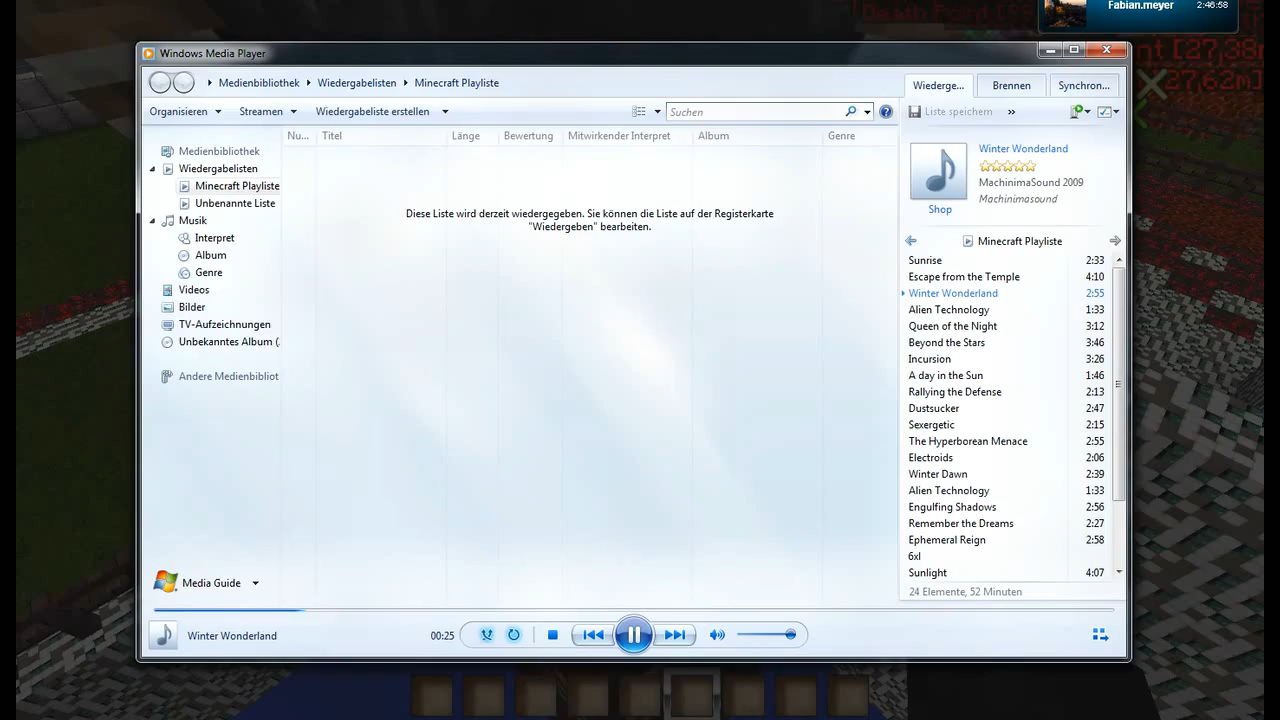 Death Point
Fabian.meyer
2:46:58
Windows Media Player
[27,38m
27,62m]
Medienbibliothek Wiedergabelisten Minecraft Playliste
Wiederge... Brennen Synchron...
Organisieren Streamen Wiedergabeliste erstellen Suchen
Liste speichern »
Nu... Titel Länge Bewertung Mitwirkender Interpret Album Genre
Medienbibliothek
Wiedergabelisten
Minecraft Playliste
Unbenannte Liste
Musik
Interpret
Album
Genre
Videos
Bilder
TV-Aufzeichnungen
Unbekanntes Album (
Andere Medienbibliot
Diese Liste wird derzeit wiedergegeben. Sie können die Liste auf der Registerkarte
"Wiedergeben" bearbeiten.
Winter Wonderland
MachinimaSound 2009
Machinimasound
Shop
Minecraft Playliste
Sunrise 2:33
Escape from the Temple 4:10
Winter Wonderland 2:55
Alien Technology 1:33
Queen of the Night 3:12
Beyond the Stars 3:46
Incursion 3:26
A day in the Sun 1:46
Rallying the Defense 2:13
Dustsucker 2:47
Sexergetic 2:15
The Hyperborean Menace 2:55
Electroids 2:06
Winter Dawn 2:39
Alien Technology 1:33
Engulfing Shadows 2:56
Remember the Dreams 2:27
Ephemeral Reign 2:58
6xl
Sunlight 4:07
24 Elemente, 52 Minuten
Media Guide
Winter Wonderland 00:25